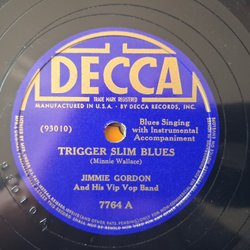 DECCA
TRADE MARK REGISTERED
MANUFACTURED IN U.S.A. • BY DECCA RECORDS, INC.
(93010)
Blues Singing
with Instrumental
Accompaniment
TRIGGER SLIM BLUES
(Minnie Wallace)
JIMMIE GORDON
And His Vip Vop Band
7764 A